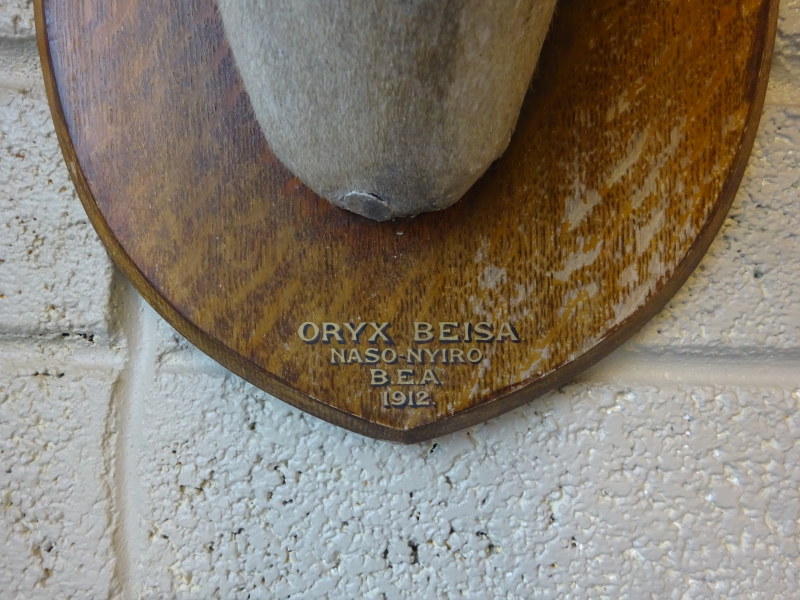 ORYX BEISA
NASO-NYIRO
B.E.A.
1912.